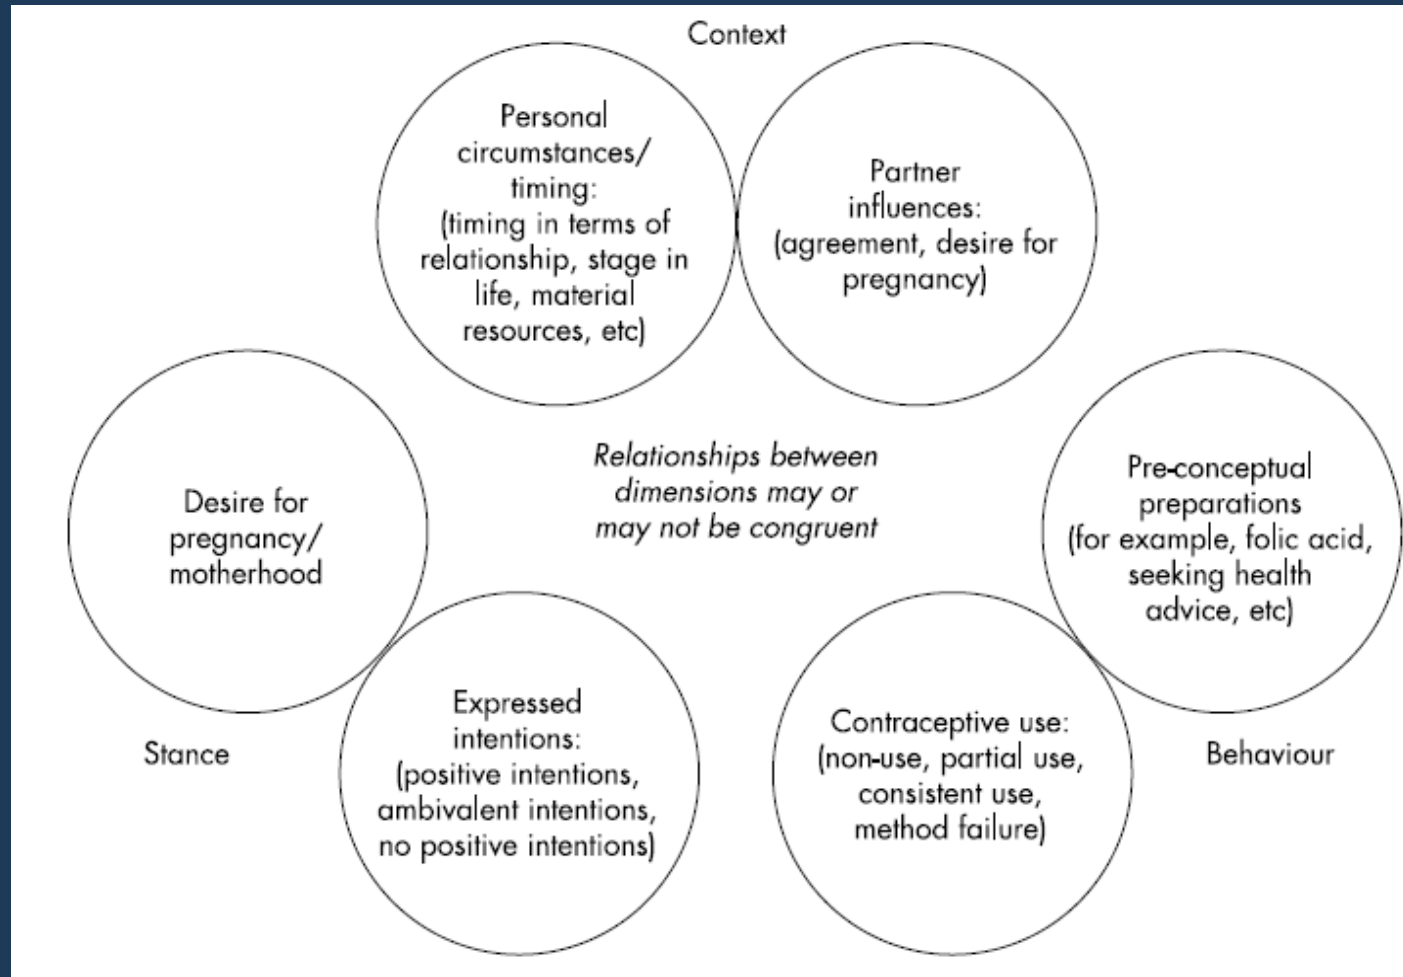 Context
Personal
circumstances/
timing:
(timing in terms of
relationship, stage in
life, material
resources, etc)
Partner
influences:
(agreement, desire for
pregnancy)
Desire for
pregnancy/
motherhood
Relationships between
dimensions may or
may not be congruent
Pre-conceptual
preparations
(for example, folic acid,
seeking health
advice, etc)
Stance
Expressed
intentions:
(positive intentions,
ambivalent intentions,
no positive intentions)
Contraceptive use:
(non-use, partial use,
consistent use,
method failure)
Behaviour